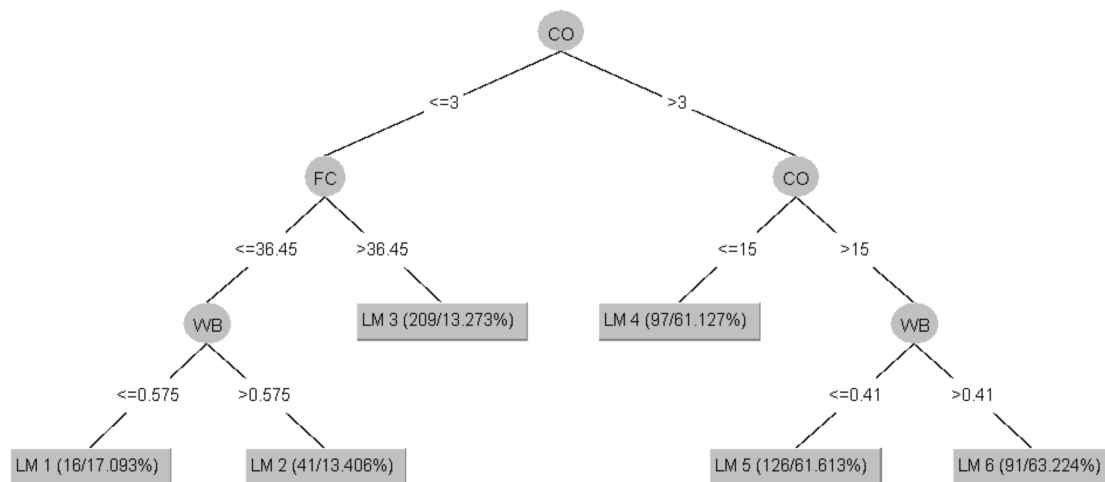 CO
<=3
>3
FC
CO
<=36.45
>36.45
<=15
>15
WB
LM 3 (209/13.273%)
LM 4 (97/61.127%)
WB
<=0.575
>0.575
<=0.41
>0.41
LM 1 (16/17.093%)
LM 2 (41/13.406%)
LM 5 (126/61.613%)
LM 6 (91/63.224%)